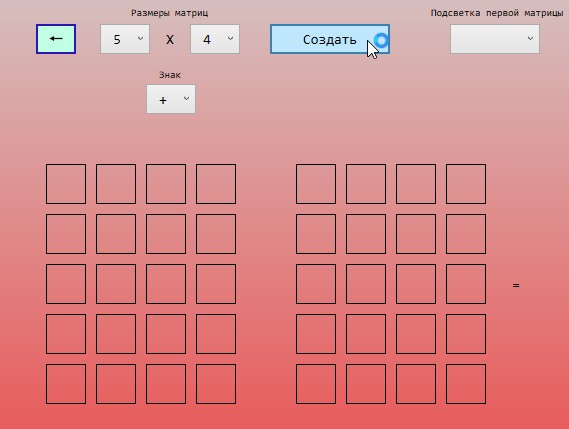 Размеры матриц
Подсветка первой матрицы
← 5 X 4 Создать
Знак
+
=